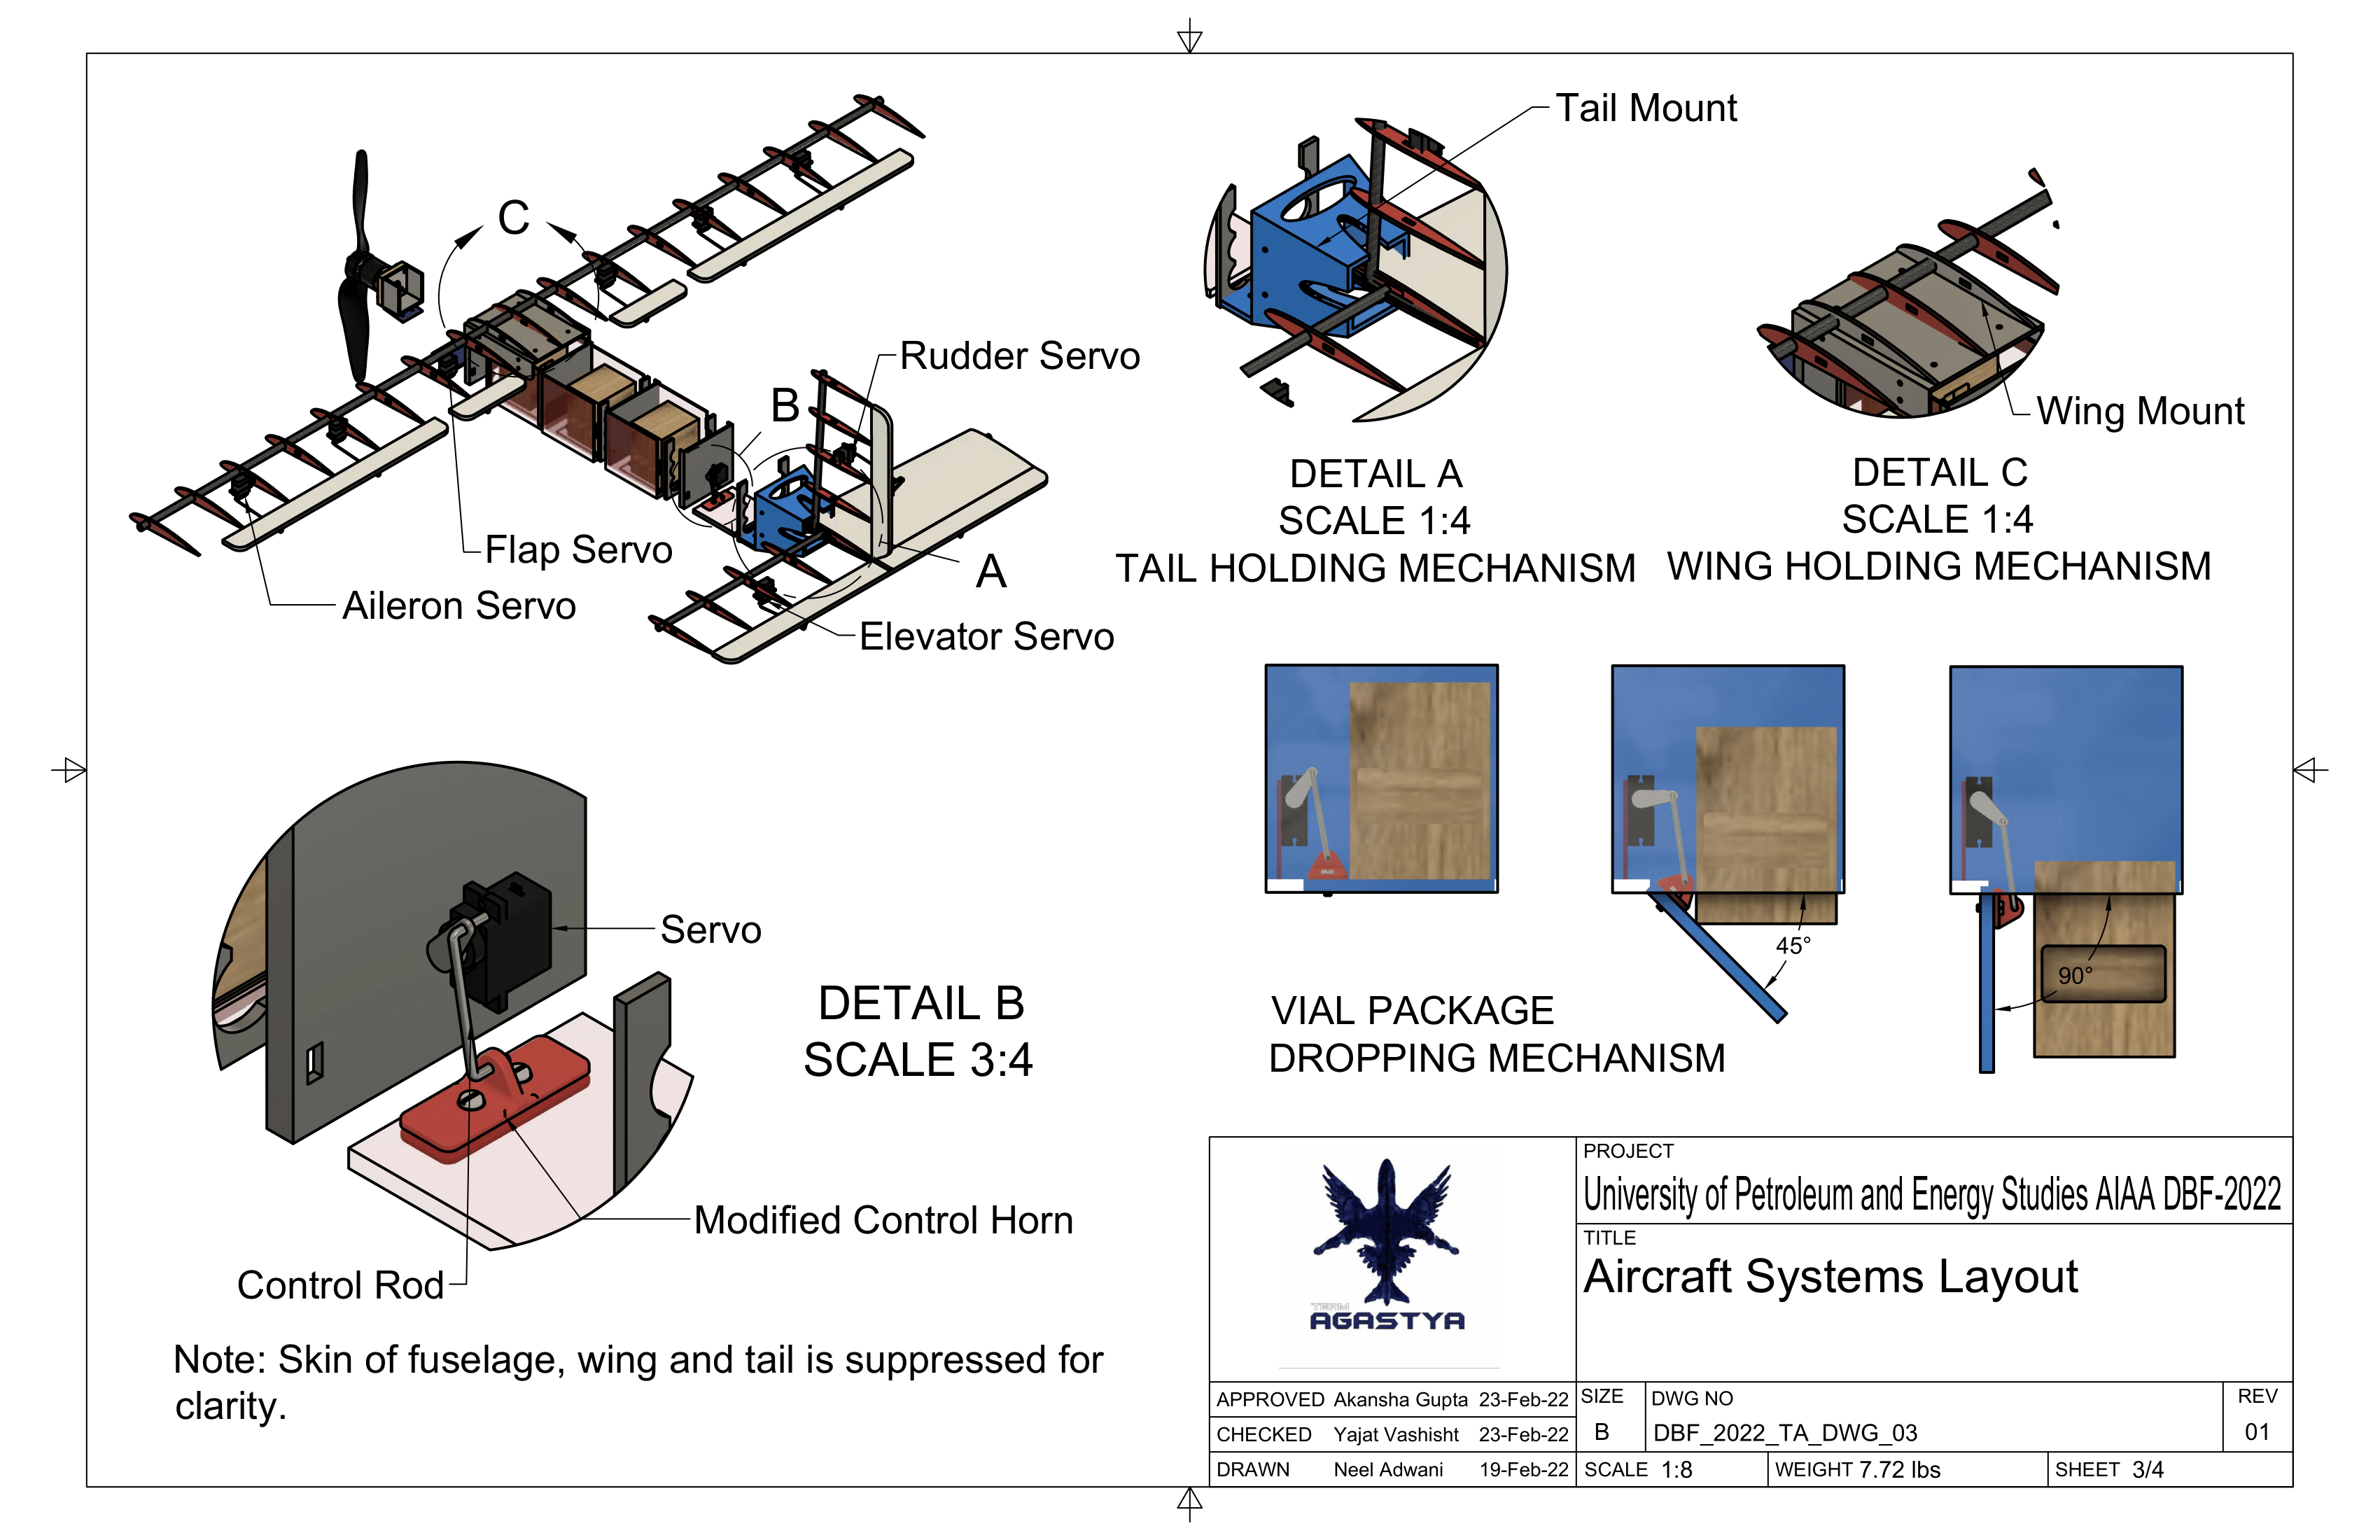 C
B
Rudder Servo
Flap Servo
A
Aileron Servo
Elevator Servo
Tail Mount
DETAIL A
SCALE 1:4
TAIL HOLDING MECHANISM
Wing Mount
DETAIL C
SCALE 1:4
WING HOLDING MECHANISM
Servo
DETAIL B
SCALE 3:4
Modified Control Horn
Control Rod
45°
90°
VIAL PACKAGE
DROPPING MECHANISM
Note: Skin of fuselage, wing and tail is suppressed for
clarity.
TEAM
AGASTYA
PROJECT
University of Petroleum and Energy Studies AIAA DBF-2022
TITLE
Aircraft Systems Layout
APPROVED Akansha Gupta 23-Feb-22
CHECKED Yajat Vashisht 23-Feb-22
DRAWN Neel Adwani 19-Feb-22
SIZE
B
DWG NO
DBF_2022_TA_DWG_03
REV
01
SCALE 1:8
WEIGHT 7.72 lbs
SHEET 3/4